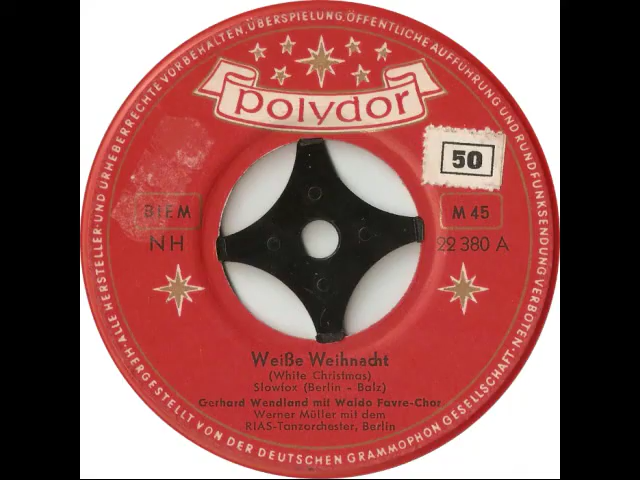 HERGESTELLT VON DER DEUTSCHEN GRAMMOPHON GESELLSCHAFT · ALLE HERSTELLER- UND URHEBERRECHTE VORBEHALTEN. ÜBERSPIELUNG, ÖFFENTLICHE AUFFÜHRUNG UND RUNDFUNKSENDUNG VERBOTEN.
polydor
50
BIEM
M 45
NH
22 380 A
Weiße Weihnacht
(White Christmas)
Slowfox (Berlin - Balz)
Gerhard Wendland mit Waldo Favre-Chor
Werner Müller mit dem
RIAS-Tanzorchester, Berlin